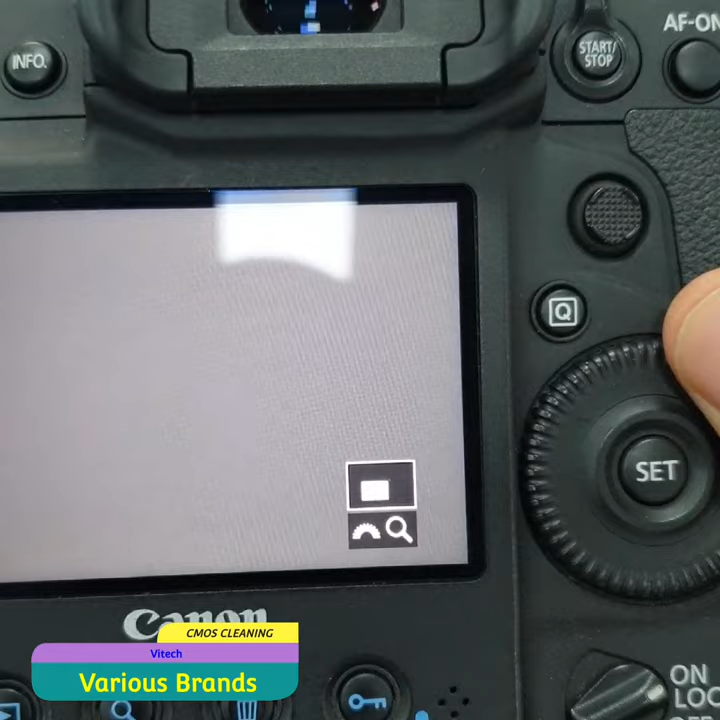 INFO.
START/
STOP
AF-ON
Q
SET
Canon
CMOS CLEANING
Vitech
Various Brands
ON
LOC